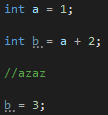 int a = 1;
int b = a + 2;
//azaz
b = 3;